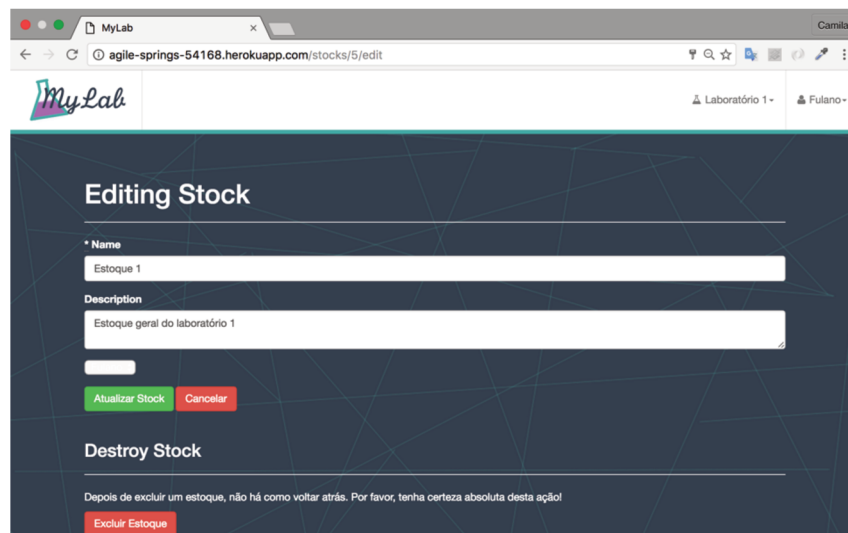 MyLab
Camila
agile-springs-54168.herokuapp.com/stocks/5/edit
MyLab
Laboratório 1
Fulano
Editing Stock
* Name
Estoque 1
Description
Estoque geral do laboratório 1
Atualizar Stock Cancelar
Destroy Stock
Depois de excluir um estoque, não há como voltar atrás. Por favor, tenha certeza absoluta desta ação!
Excluir Estoque